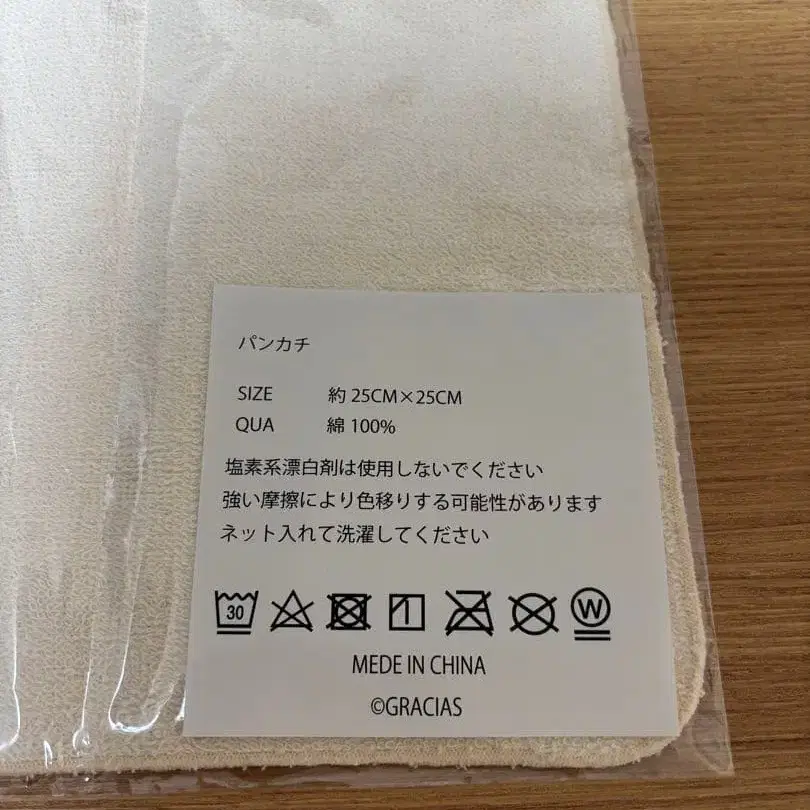 パンカチ
SIZE 約 25CM×25CM
QUA 綿 100%
塩素系漂白剤は使用しないでください
強い摩擦により色移りする可能性があります
ネット入れて洗濯してください
30 W
MEDE IN CHINA
©GRACIAS